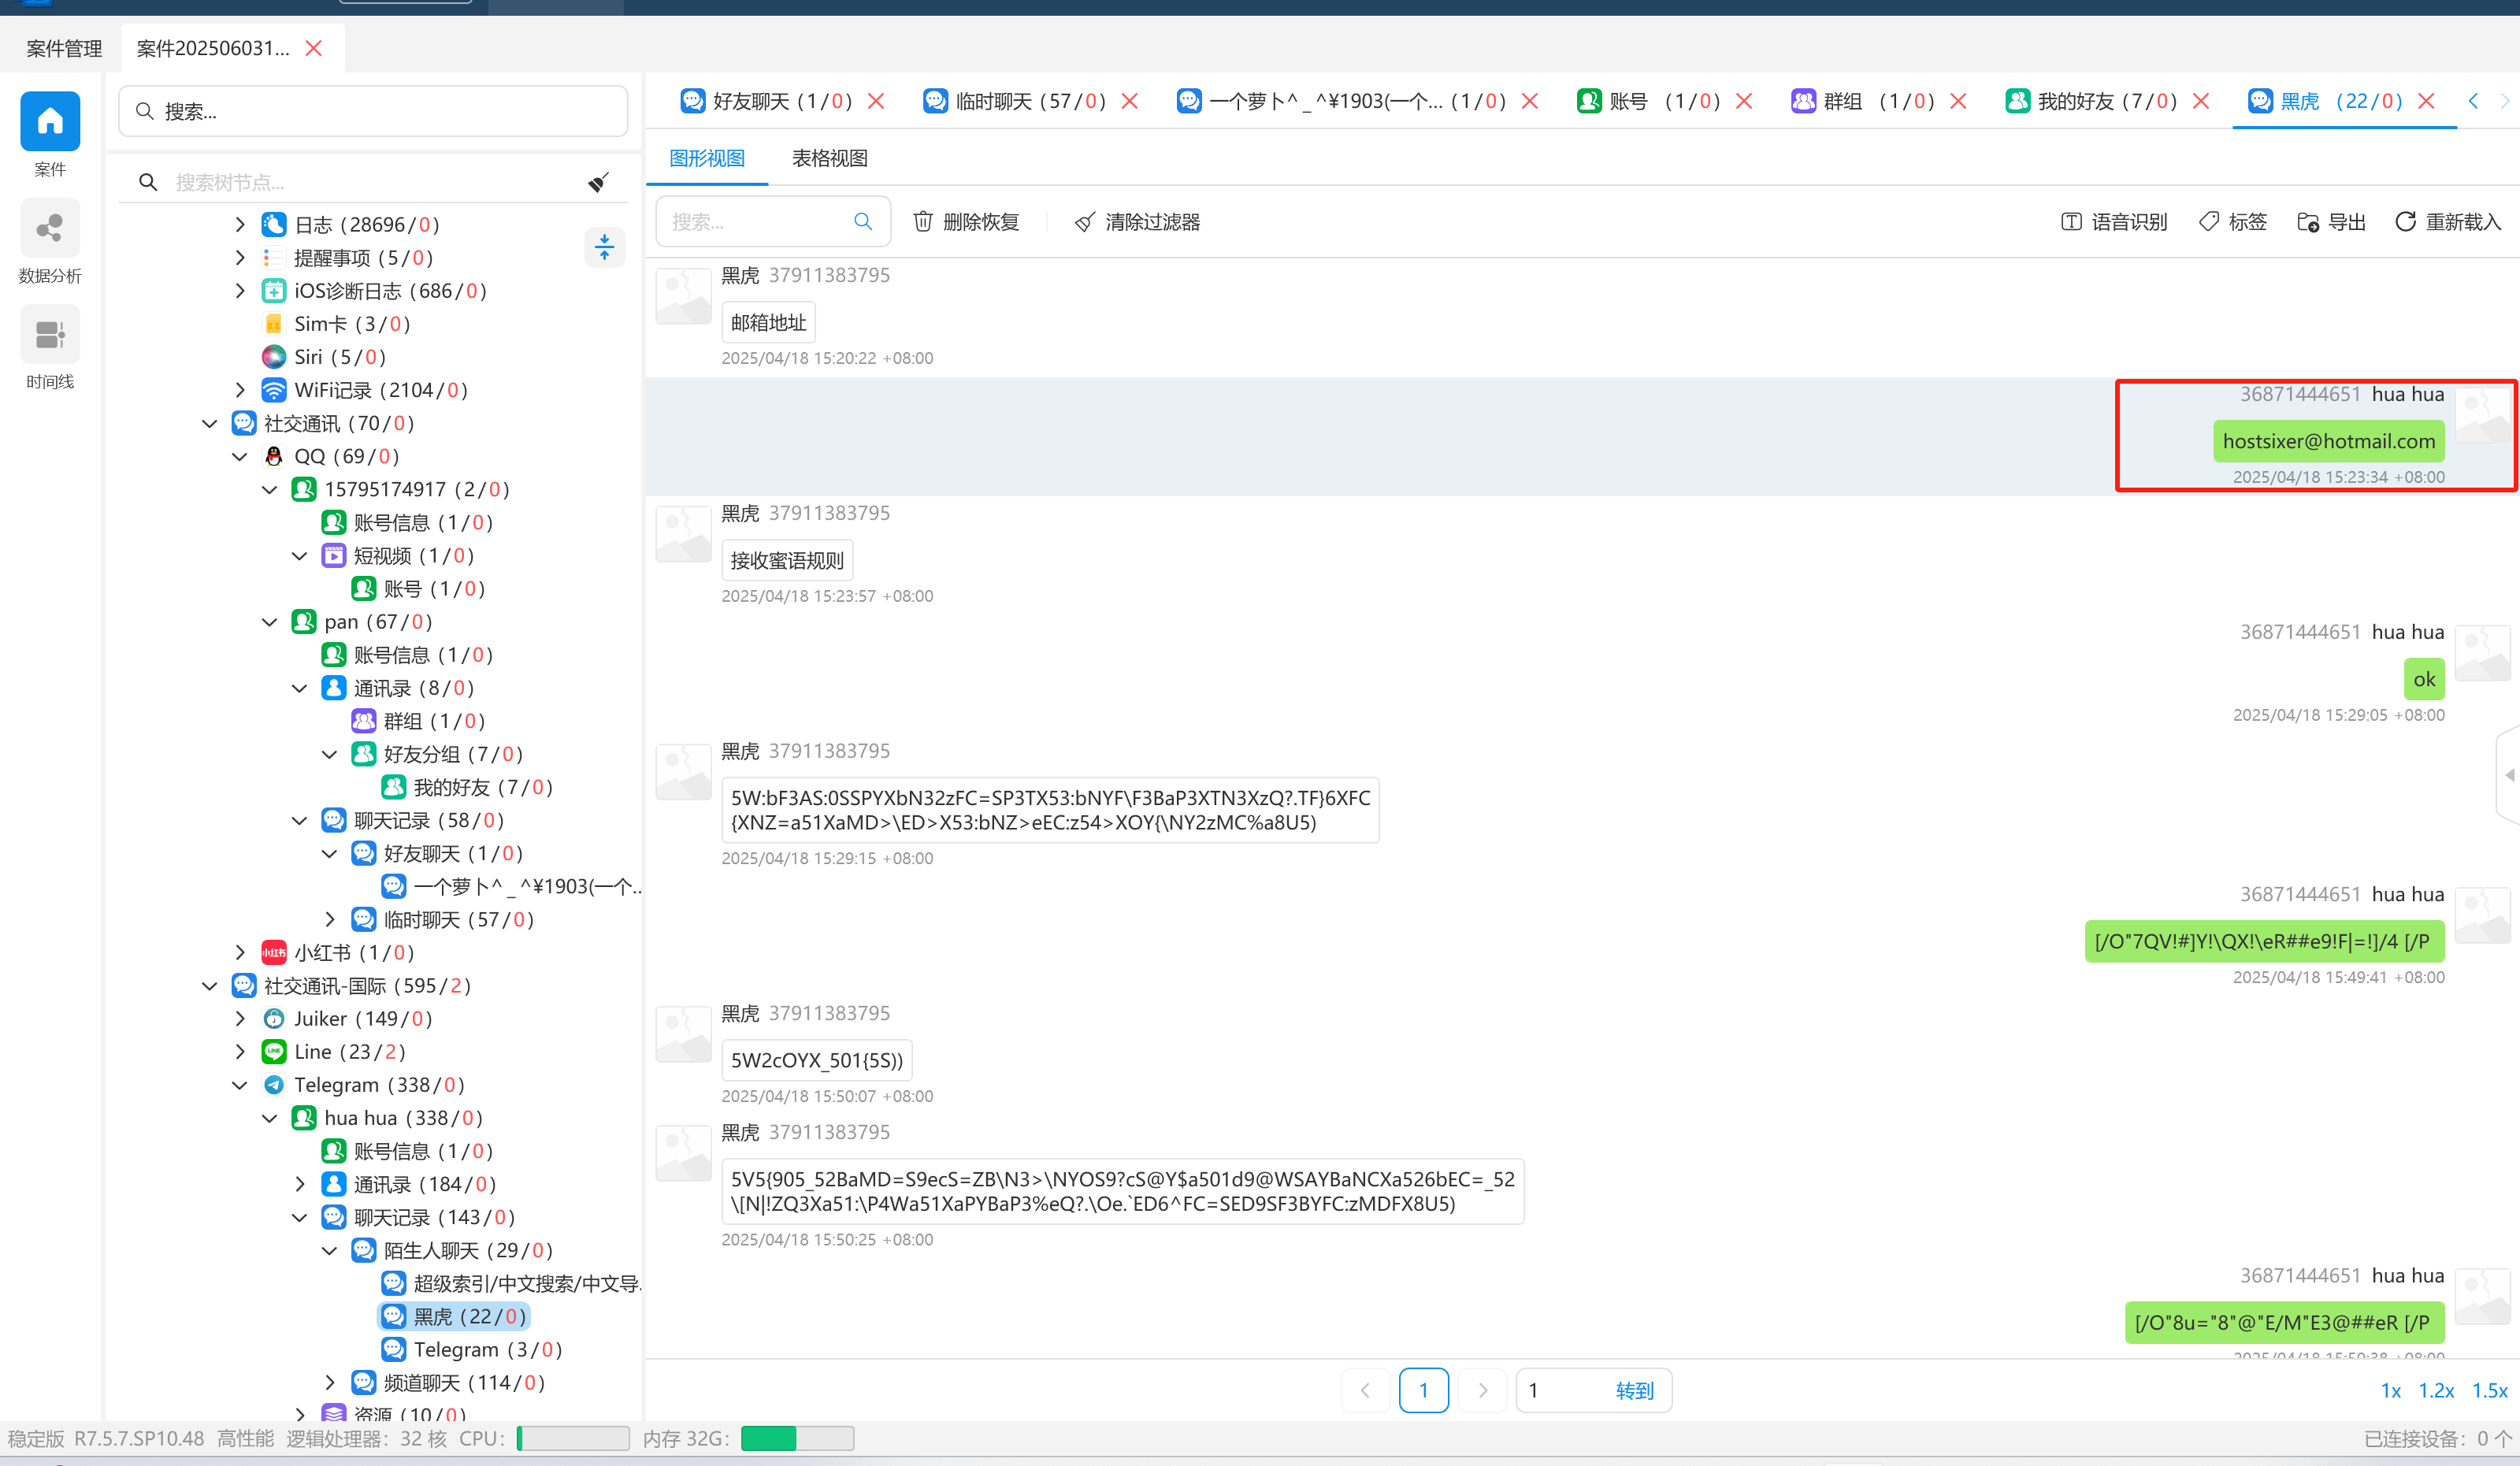 案件管理
案件202506031...
案件
数据分析
时间线
搜索...
搜索树节点...
日志 (28696/0)
提醒事项 (5/0)
iOS诊断日志 (686/0)
Sim卡 (3/0)
Siri (5/0)
WiFi记录 (2104/0)
社交通讯 (70/0)
QQ (69/0)
15795174917 (2/0)
账号信息 (1/0)
短视频 (1/0)
账号 (1/0)
pan (67/0)
账号信息 (1/0)
通讯录 (8/0)
群组 (1/0)
好友分组 (7/0)
我的好友 (7/0)
聊天记录 (58/0)
好友聊天 (1/0)
一个萝卜^_^¥1903(一个...
临时聊天 (57/0)
小红书
小红书 (1/0)
社交通讯-国际 (595/2)
Juiker (149/0)
LINE
Line (23/2)
Telegram (338/0)
hua hua (338/0)
账号信息 (1/0)
通讯录 (184/0)
聊天记录 (143/0)
陌生人聊天 (29/0)
超级索引/中文搜索/中文导...
黑虎 (22/0)
Telegram (3/0)
频道聊天 (114/0)
资源 (10/0)
好友聊天 (1/0)
临时聊天 (57/0)
一个萝卜^_^¥1903(一个... (1/0)
账号 (1/0)
群组 (1/0)
我的好友 (7/0)
黑虎 (22/0)
图形视图
表格视图
搜索...
删除恢复
清除过滤器
语音识别
标签
导出
重新载入
黑虎 37911383795
邮箱地址
2025/04/18 15:20:22 +08:00
36871444651 hua hua
hostsixer@hotmail.com
2025/04/18 15:23:34 +08:00
黑虎 37911383795
接收蜜语规则
2025/04/18 15:23:57 +08:00
36871444651 hua hua
ok
2025/04/18 15:29:05 +08:00
黑虎 37911383795
5W:bF3AS:0SSPYXbN32zFC=SP3TX53:bNYF\F3BaP3XTN3XzQ?.TF}6XFC
{XNZ=a51XaMD>\ED>X53:bNZ>eEC:z54>XOY{\NY2zMC%a8U5)
2025/04/18 15:29:15 +08:00
36871444651 hua hua
[/O"7QV!#]Y!\QX!\eR##e9!F|=!]/4 [/P
2025/04/18 15:49:41 +08:00
黑虎 37911383795
5W2cOYX_501{5S))
2025/04/18 15:50:07 +08:00
黑虎 37911383795
5V5{905_52BaMD=S9ecS=ZB\N3>\NYOS9?cS@Y$a501d9@WSAYBaNCXa526bEC=_52
\[N|!ZQ3Xa51:\P4Wa51XaPYBaP3%eQ?.\Oe.`ED6^FC=SED9SF3BYFC:zMDFX8U5)
2025/04/18 15:50:25 +08:00
36871444651 hua hua
[/O"8u="8"@"E/M"E3@##eR [/P
2025/04/18 15:50:38 +08:00
1
1
转到
1x 1.2x 1.5x
稳定版 R7.5.7.SP10.48 高性能 逻辑处理器: 32 核 CPU: 内存 32G:
已连接设备: 0 个